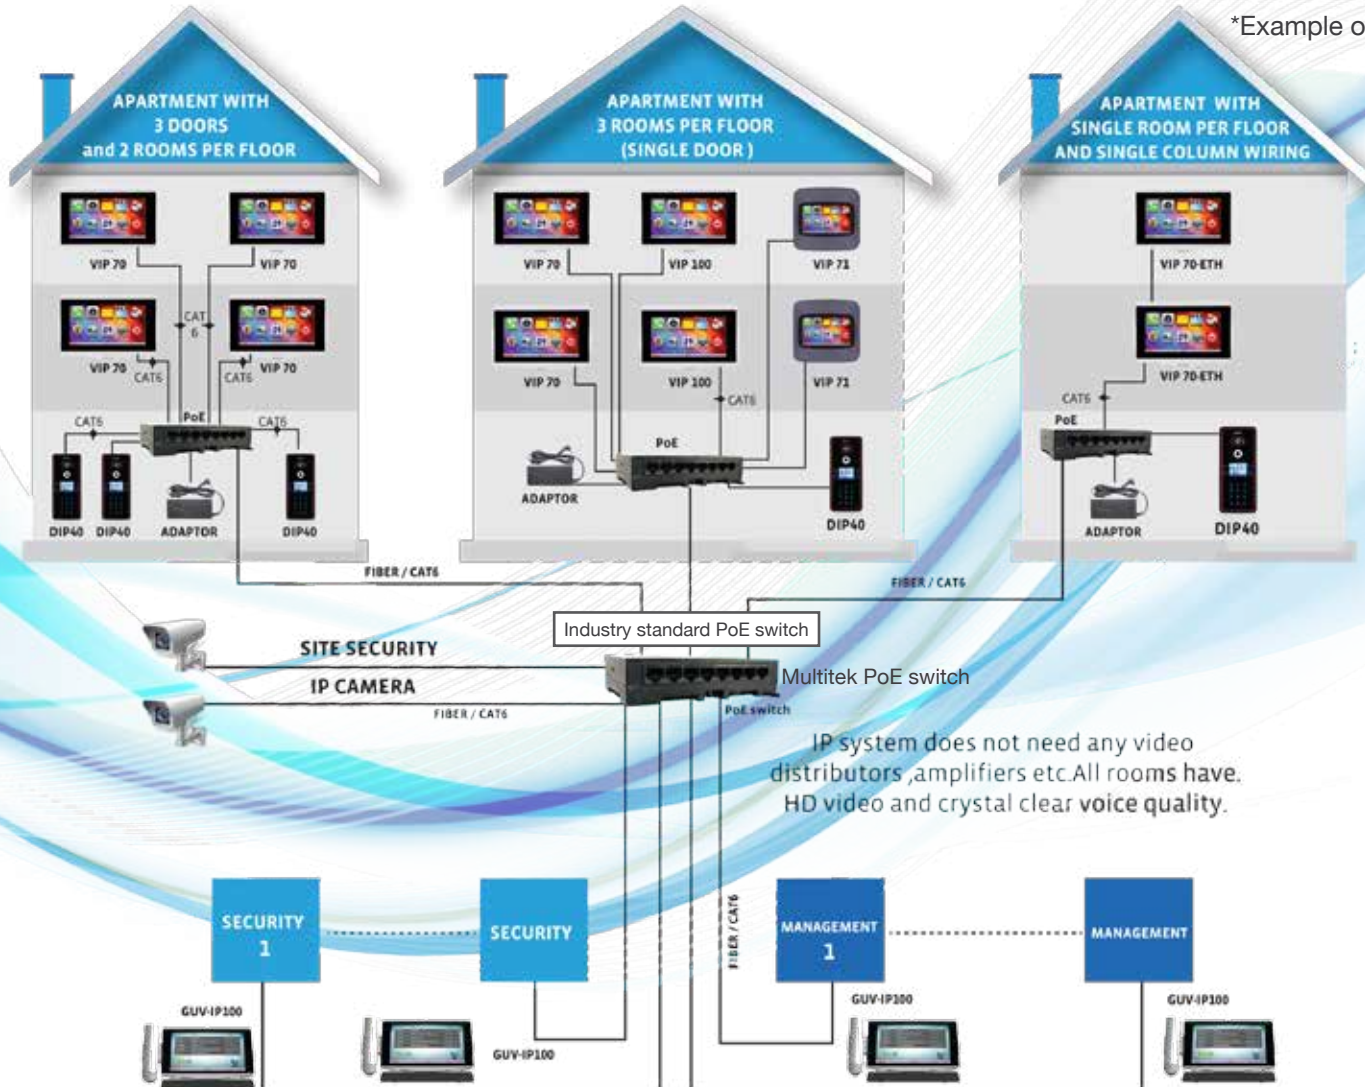 *Example o
APARTMENT WITH
3 DOORS
and 2 ROOMS PER FLOOR
APARTMENT WITH
3 ROOMS PER FLOOR
(SINGLE DOOR )
APARTMENT WITH
SINGLE ROOM PER FLOOR
AND SINGLE COLUMN WIRING
VIP 70
VIP 70
VIP 70
VIP 100
VIP 71
VIP 70-ETH
CAT
6
VIP 70
CAT6
CAT6
VIP 70
VIP 70
VIP 100
VIP 71
VIP 70-ETH
CAT6
CAT6
CAT6
PoE
CAT6
PoE
PoE
DIP40
DIP40
ADAPTOR
DIP40
ADAPTOR
DIP40
ADAPTOR
DIP40
FIBER / CAT6
FIBER / CAT6
Industry standard PoE switch
SITE SECURITY
IP CAMERA
FIBER / CAT6
Multitek PoE switch
PoE switch
IP system does not need any video
distributors ,amplifiers etc.All rooms have.
HD video and crystal clear voice quality.
SECURITY
1
SECURITY
FIBER / CAT6
MANAGEMENT
1
MANAGEMENT
GUV-IP100
GUV-IP100
GUV-IP100
GUV-IP100